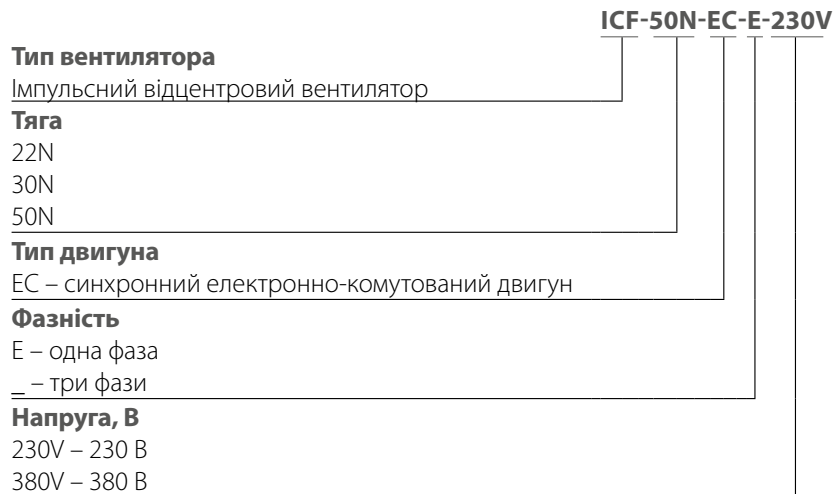 ICF-50N-EC-E-230V
Тип вентилятора
Імпульсний відцентровий вентилятор
Тяга
22N
30N
50N
Тип двигуна
EC – синхронний електронно-комутований двигун
Фазність
E – одна фаза
_ – три фази
Напруга, В
230V – 230 В
380V – 380 В